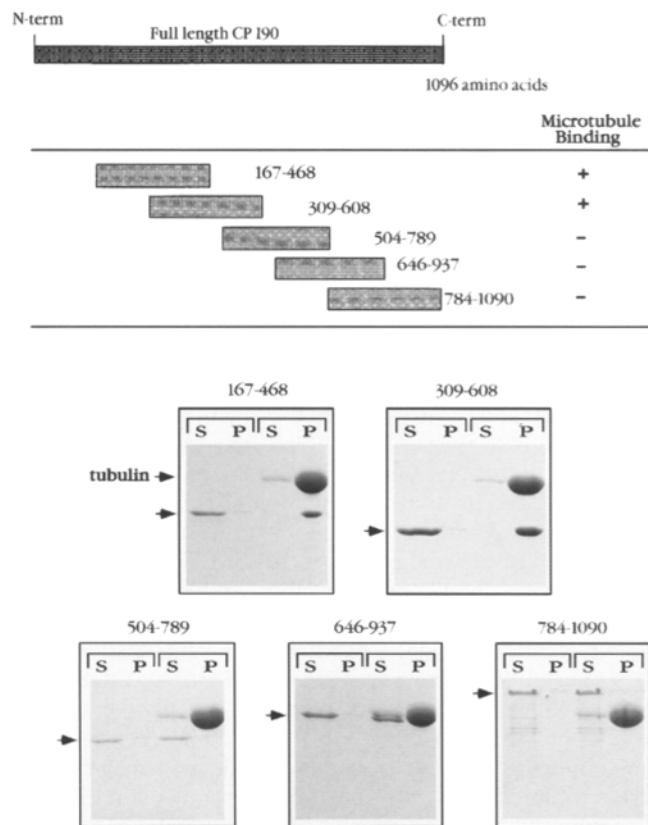 N-term C-term
Full length CP 190
1096 amino acids
Microtubule
Binding
167-468 +
309-608 +
504-789 -
646-937 -
784-1090 -
167-468 309-608
S P S P S P S P
tubulin
504-789 646-937 784-1090
S P S P S P S P S P S P